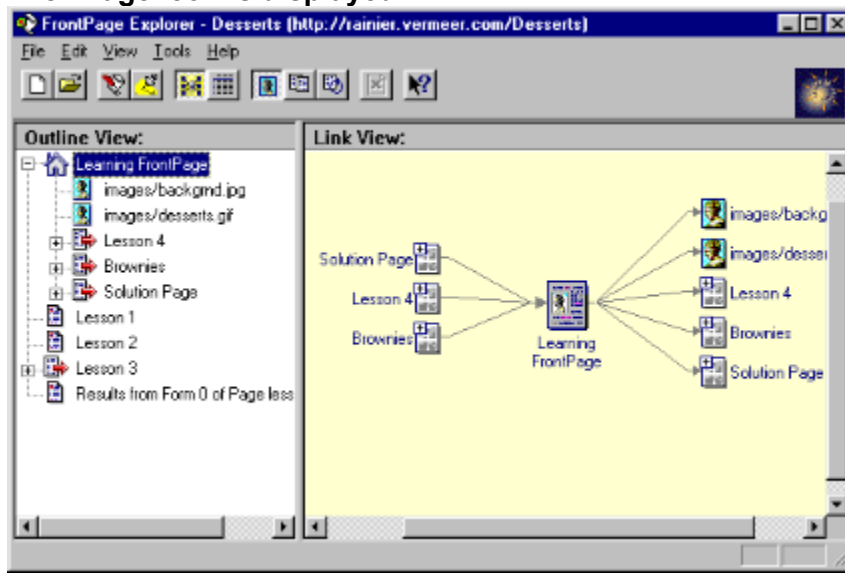 FrontPage Explorer - Desserts (http://rainier.vermeer.com/Desserts)
File Edit View Tools Help
Outline View:
Learning FrontPage
images/backgrnd.jpg
images/desserts.gif
Lesson 4
Brownies
Solution Page
Lesson 1
Lesson 2
Lesson 3
Results from Form 0 of Page less
Link View:
Solution Page
Lesson 4
Brownies
Learning
FrontPage
images/backg
images/desser
Lesson 4
Brownies
Solution Page